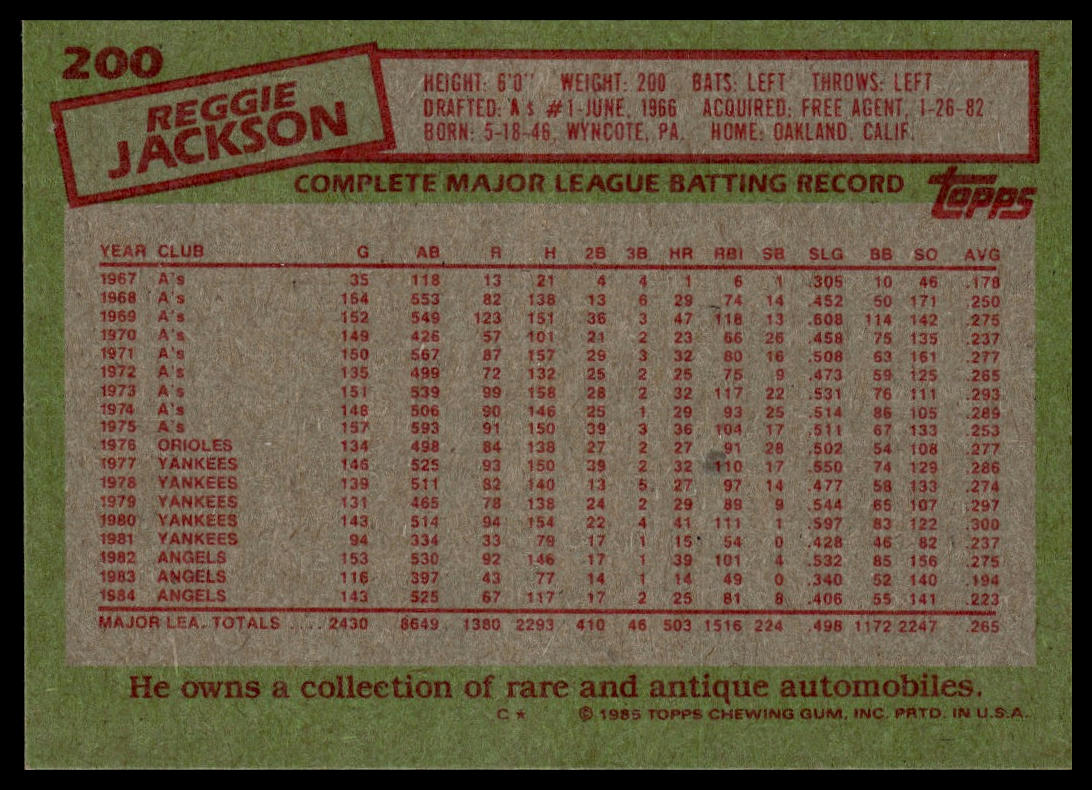 200
REGGIE
JACKSON
HEIGHT: 6'0" WEIGHT: 200 BATS: LEFT THROWS: LEFT
DRAFTED: A's #1-JUNE, 1966 ACQUIRED: FREE AGENT, 1-26-82
BORN: 5-18-46, WYNCOTE, PA. HOME: OAKLAND, CALIF.
COMPLETE MAJOR LEAGUE BATTING RECORD
topps
YEAR CLUB G AB R H 2B 3B HR RBI SB SLG BB SO AVG
1967 A's 35 118 13 21 4 4 1 6 1 .305 10 46 .178
1968 A's 154 553 82 138 13 6 29 74 14 .452 50 171 .250
1969 A's 152 549 123 151 36 3 47 118 13 .608 114 142 .275
1970 A's 149 426 57 101 21 2 23 66 26 .458 75 135 .237
1971 A's 150 567 87 157 29 3 32 80 16 .508 63 161 .277
1972 A's 135 499 72 132 25 2 25 75 9 .473 59 125 .265
1973 A's 151 539 99 158 28 2 32 117 22 .531 76 111 .293
1974 A's 148 506 90 146 25 1 29 93 25 .514 86 105 .289
1975 A's 157 593 91 150 39 3 36 104 17 .511 67 133 .253
1976 ORIOLES 134 498 84 138 27 2 27 91 28 .502 54 108 .277
1977 YANKEES 146 525 93 150 39 2 32 110 17 .550 74 129 .286
1978 YANKEES 139 511 82 140 13 5 27 97 14 .477 58 133 .274
1979 YANKEES 131 465 78 138 24 2 29 89 9 .544 65 107 .297
1980 YANKEES 143 514 94 154 22 4 41 111 1 .597 83 122 .300
1981 YANKEES 94 334 33 79 17 1 15 54 0 .428 46 82 .237
1982 ANGELS 153 530 92 146 17 1 39 101 4 .532 85 156 .275
1983 ANGELS 116 397 43 77 14 1 14 49 0 .340 52 140 .194
1984 ANGELS 143 525 67 117 17 2 25 81 8 .406 55 141 .223
MAJOR LEA. TOTALS .... 2430 8649 1380 2293 410 46 503 1516 224 .498 1172 2247 .265
He owns a collection of rare and antique automobiles.
C* © 1985 TOPPS CHEWING GUM, INC. PRTD. IN U.S.A.